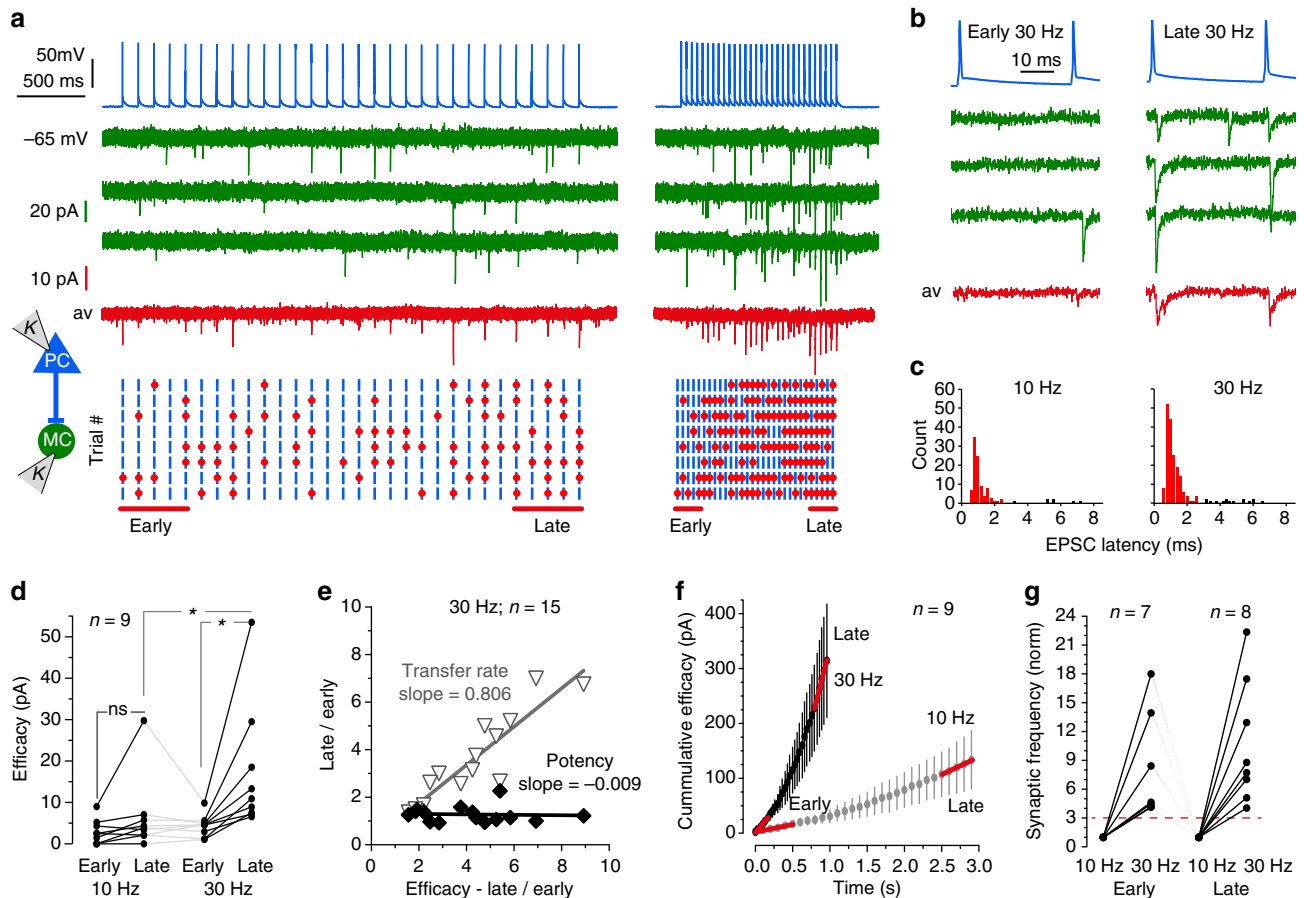 a
50mV
500 ms
–65 mV
20 pA
10 pA
av
K
PC
MC
K
Trial #
Early
Late
Early
Late
b
Early 30 Hz
Late 30 Hz
10 ms
av
c
10 Hz
30 Hz
Count
60
50
40
30
20
10
0
0 2 4 6 8
0 2 4 6 8
EPSC latency (ms)
d
n = 9
*
*
ns
Efficacy (pA)
50
40
30
20
10
0
Early Late Early Late
10 Hz 30 Hz
e
30 Hz; n = 15
Transfer rate
slope = 0.806
Potency
slope = –0.009
Late / early
10
8
6
4
2
0
0 2 4 6 8 10
Efficacy - late / early
f
n = 9
Late
30 Hz
10 Hz
Early
Late
Cummulative efficacy (pA)
400
300
200
100
0
0.0 0.5 1.0 1.5 2.0 2.5 3.0
Time (s)
g
n = 7
n = 8
Synaptic frequency (norm)
24
21
18
15
12
9
6
3
0
10 Hz 30 Hz 10 Hz 30 Hz
Early Late